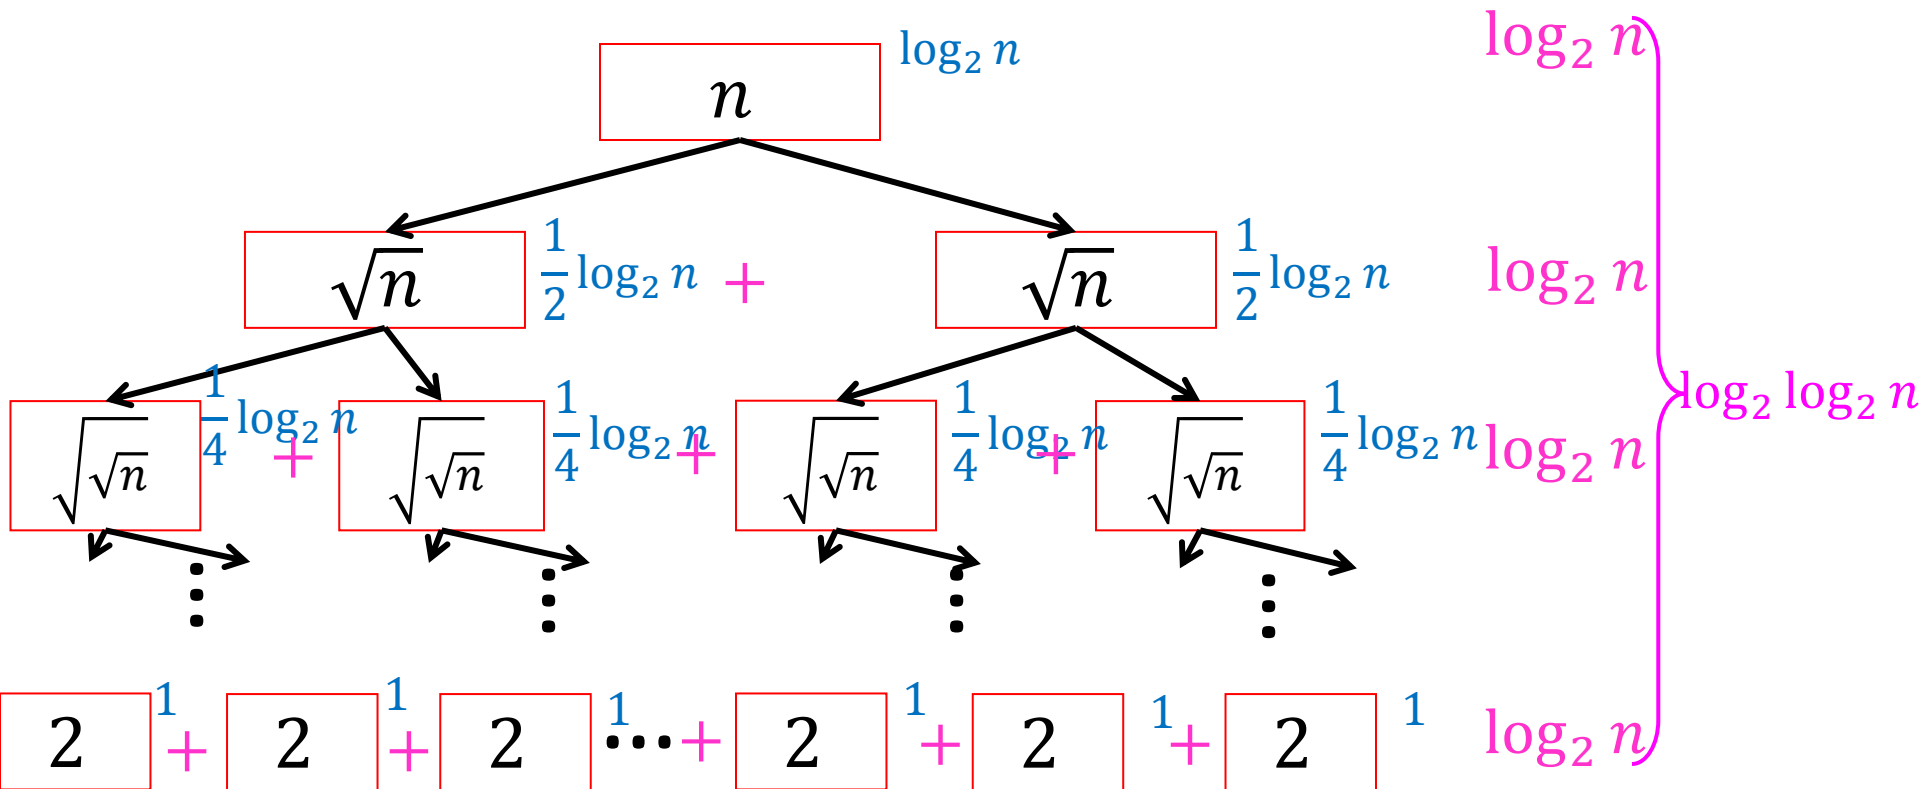 log₂ n
n
log₂ n
√n 1/2 log₂ n + √n 1/2 log₂ n log₂ n
log₂ log₂ n
√√n 1/4 log₂ n + √√n 1/4 log₂ n + √√n 1/4 log₂ n + √√n 1/4 log₂ n log₂ n
⋮ ⋮ ⋮ ⋮
2 1 + 2 1 + 2 1 ⋯ + 2 1 + 2 1 + 2 1 log₂ n